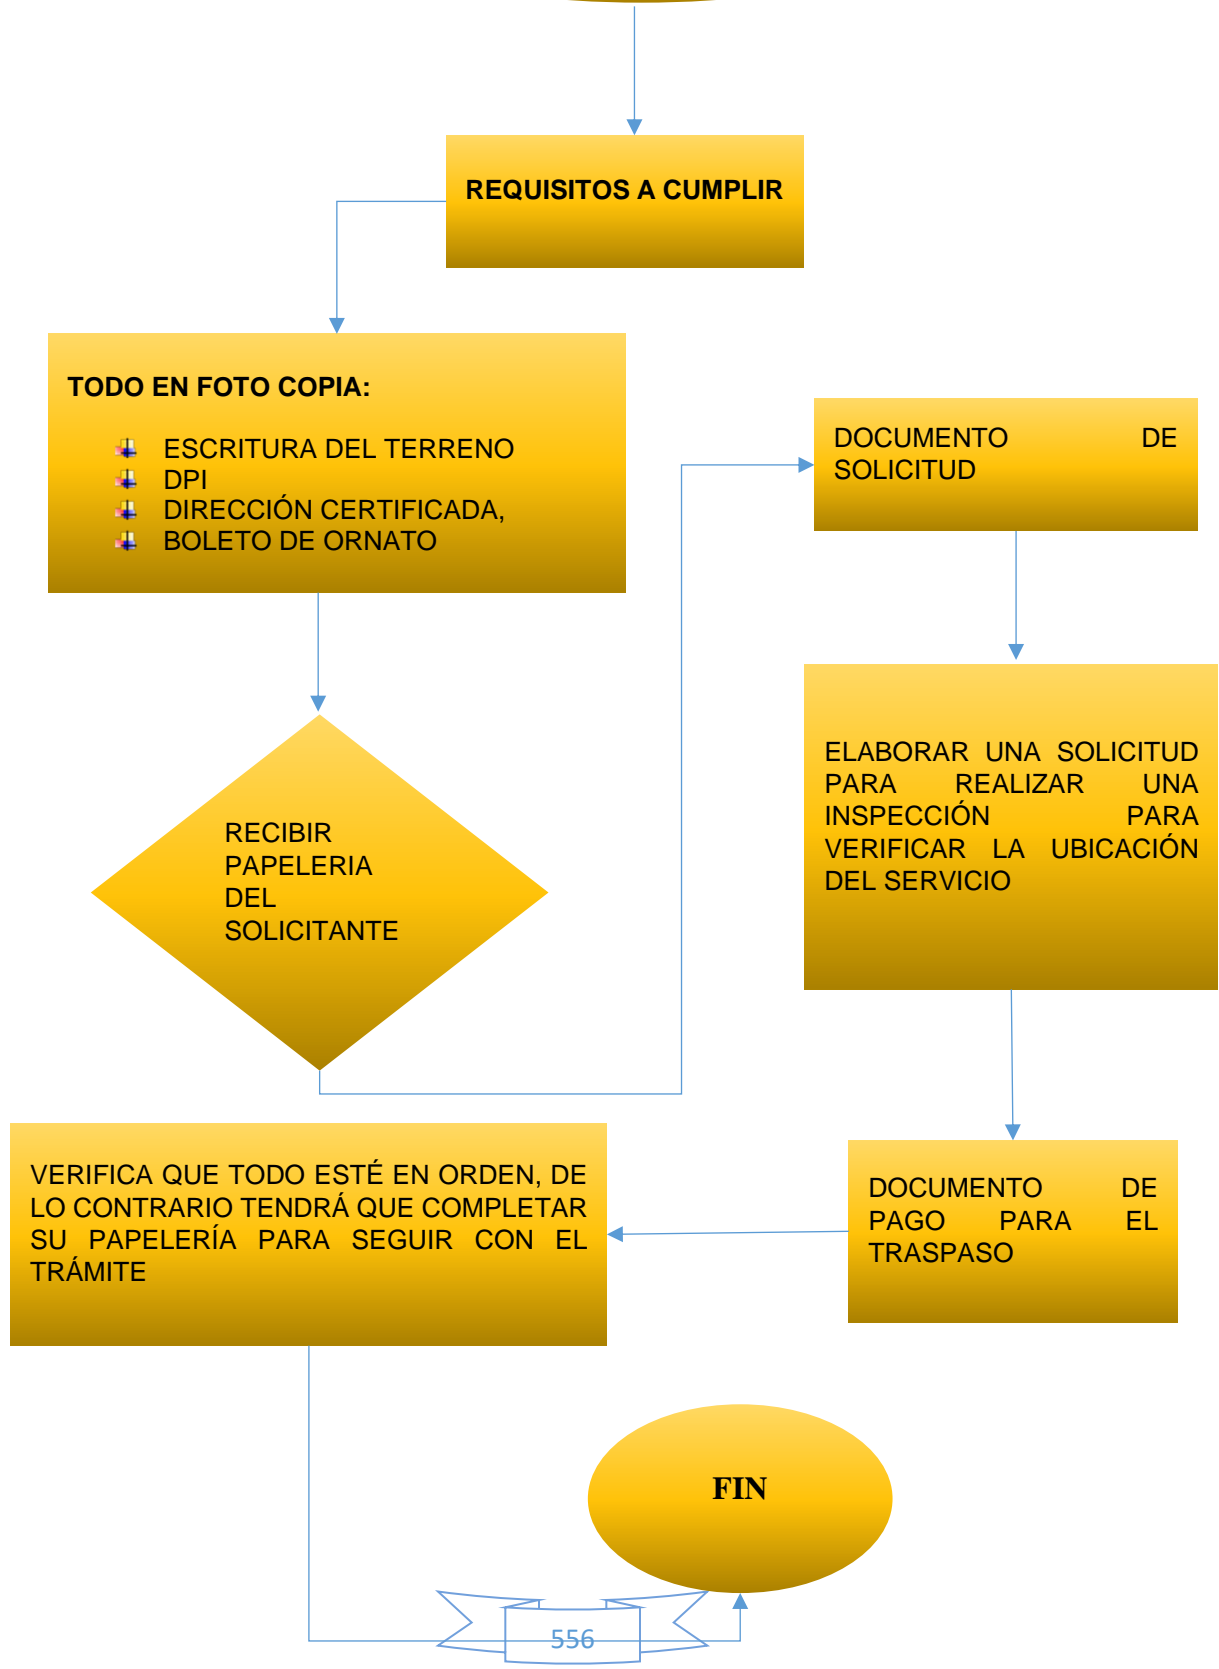 REQUISITOS A CUMPLIR
TODO EN FOTO COPIA:
ESCRITURA DEL TERRENO
DPI
DIRECCIÓN CERTIFICADA,
BOLETO DE ORNATO
RECIBIR
PAPELERIA
DEL
SOLICITANTE
DOCUMENTO DE
SOLICITUD
ELABORAR UNA SOLICITUD
PARA REALIZAR UNA
INSPECCIÓN PARA
VERIFICAR LA UBICACIÓN
DEL SERVICIO
DOCUMENTO DE
PAGO PARA EL
TRASPASO
VERIFICA QUE TODO ESTÉ EN ORDEN, DE
LO CONTRARIO TENDRÁ QUE COMPLETAR
SU PAPELERÍA PARA SEGUIR CON EL
TRÁMITE
FIN
556